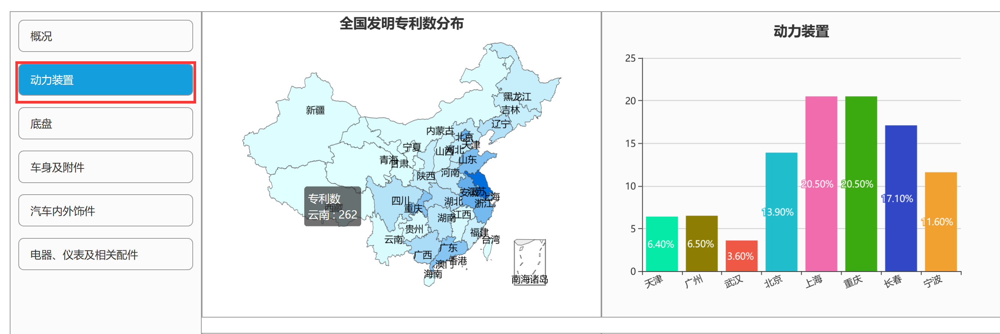 概况
动力装置
底盘
车身及附件
汽车内外饰件
电器、仪表及相关配件
全国发明专利数分布
黑龙江
吉林
新疆
辽宁
内蒙古
北京
天津
宁夏
山西
河北
青海
甘肃
山东
河南
陕西
安徽
江苏
上海
四川
湖北
浙江
重庆
西藏
专利数
云南 : 262
湖南
江西
贵州
福建
云南
台湾
广东
广西
香港
澳门
海南
南海诸岛
动力装置
25
20
15
10
5
0
6.40%
6.50%
3.60%
13.90%
20.50%
20.50%
17.10%
11.60%
天津
广州
武汉
北京
上海
重庆
长春
宁波